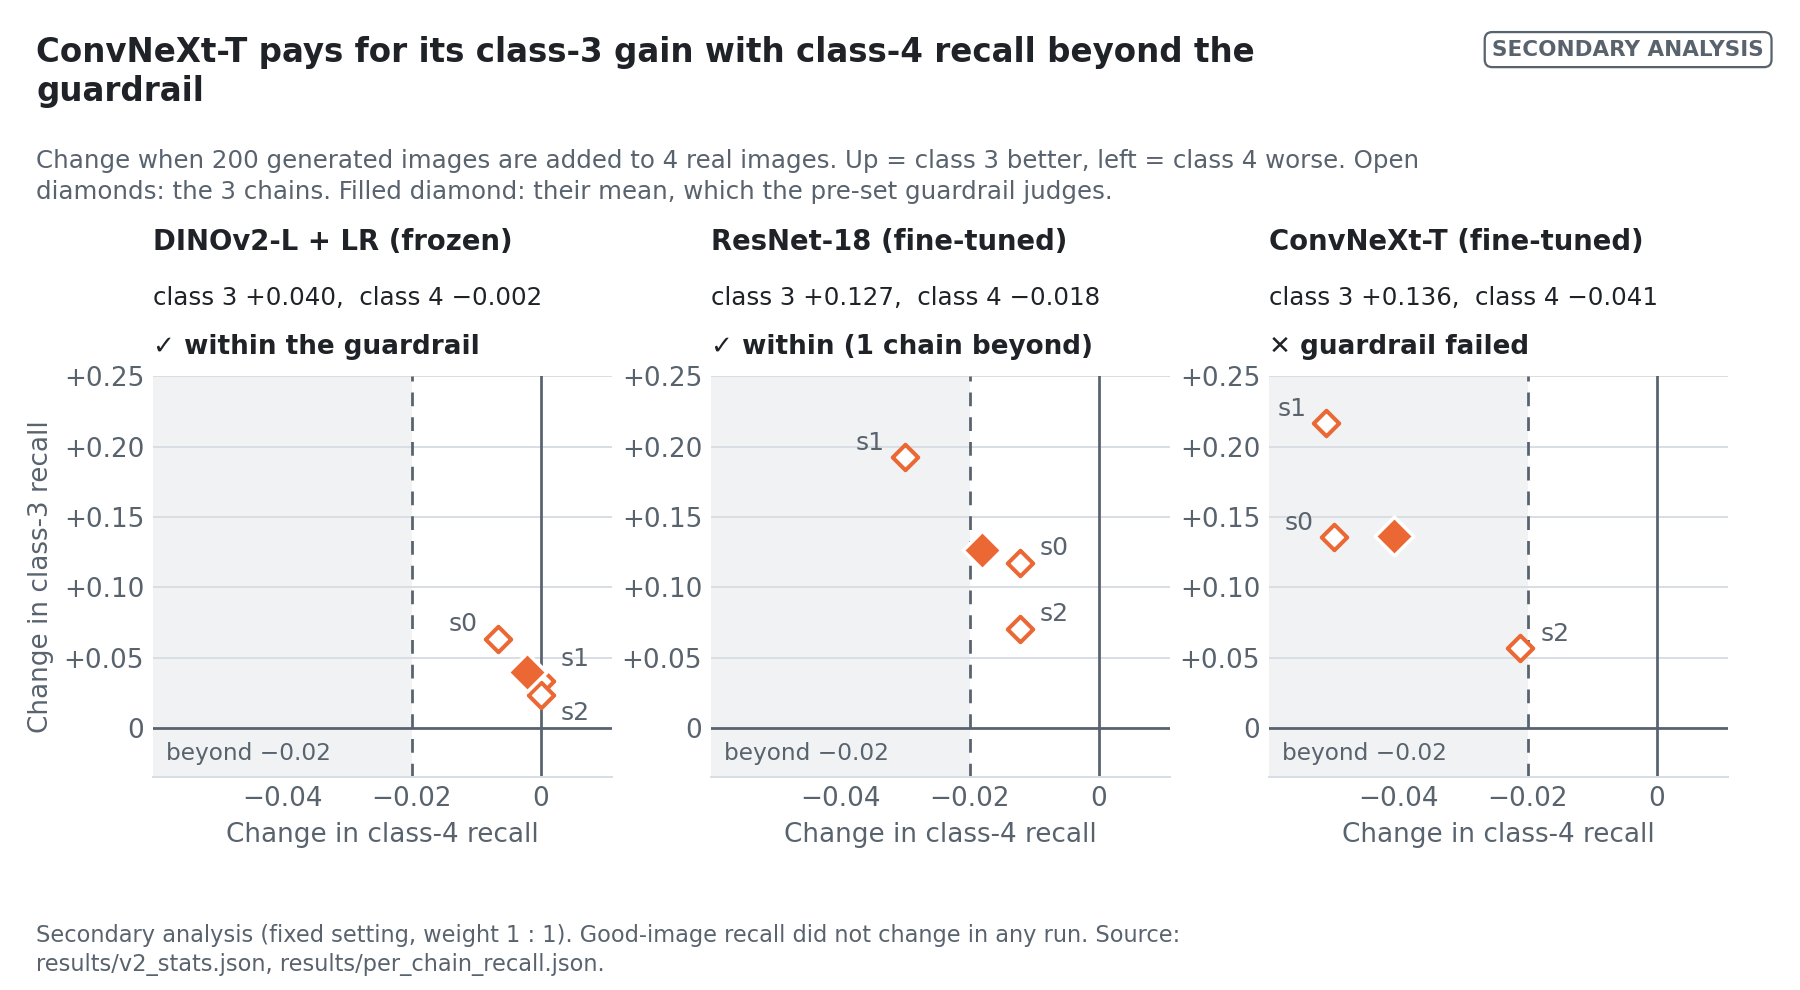 ConvNeXt-T pays for its class-3 gain with class-4 recall beyond the
guardrail
SECONDARY ANALYSIS
Change when 200 generated images are added to 4 real images. Up = class 3 better, left = class 4 worse. Open
diamonds: the 3 chains. Filled diamond: their mean, which the pre-set guardrail judges.
DINOv2-L + LR (frozen)
class 3 +0.040,  class 4 −0.002
✓ within the guardrail
+0.25
+0.20
+0.15
+0.10
+0.05
0
Change in class-3 recall
s0
s1
s2
beyond −0.02
−0.04
−0.02
0
Change in class-4 recall
ResNet-18 (fine-tuned)
class 3 +0.127,  class 4 −0.018
✓ within (1 chain beyond)
+0.25
+0.20
+0.15
+0.10
+0.05
0
s1
s0
s2
beyond −0.02
−0.04
−0.02
0
Change in class-4 recall
ConvNeXt-T (fine-tuned)
class 3 +0.136,  class 4 −0.041
✕ guardrail failed
+0.25
+0.20
+0.15
+0.10
+0.05
0
s1
s0
s2
beyond −0.02
−0.04
−0.02
0
Change in class-4 recall
Secondary analysis (fixed setting, weight 1 : 1). Good-image recall did not change in any run. Source:
results/v2_stats.json, results/per_chain_recall.json.